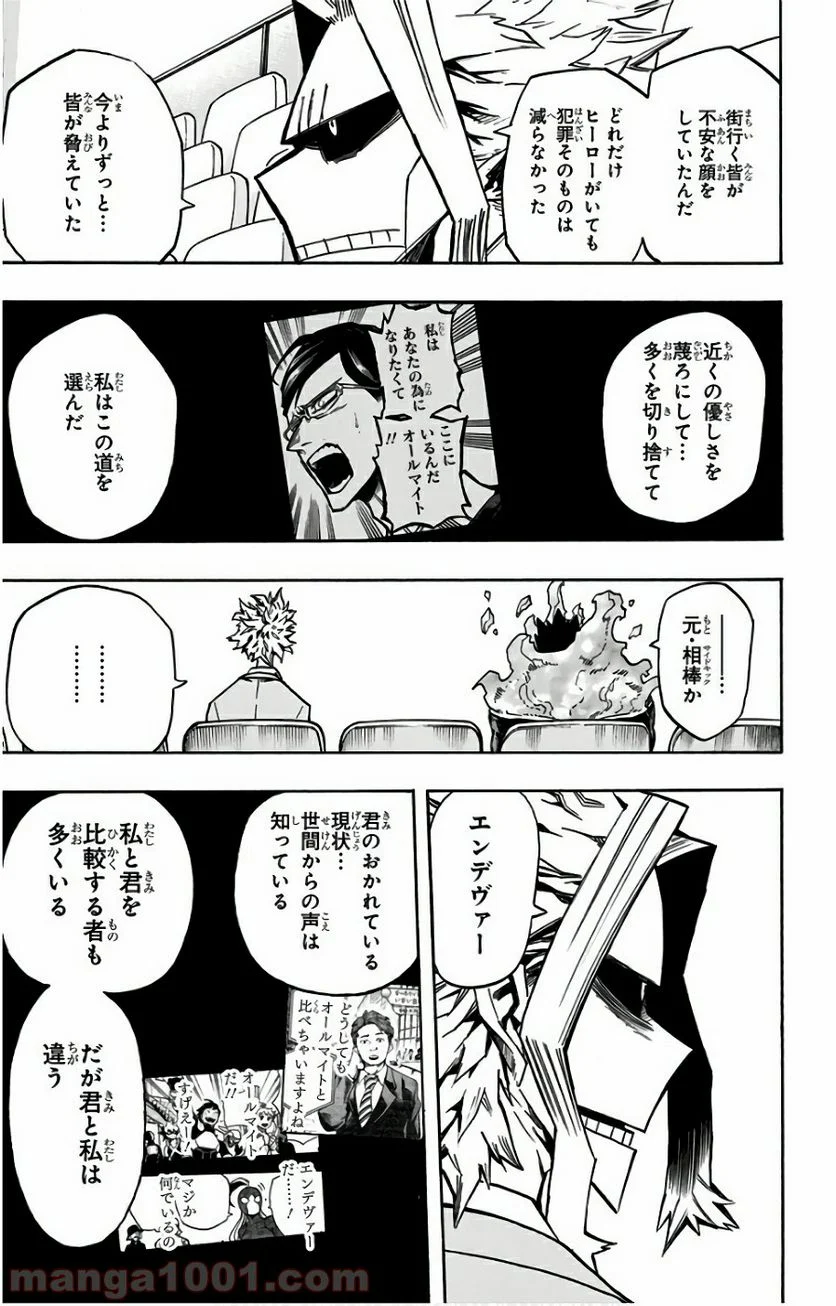 街行く皆が
不安な顔を
していたんだ
どれだけ
ヒーローがいても
犯罪そのものは
減らなかった
今よりずっと…
皆が脅えていた
近くの優しさを
蔑ろにして…
多くを切り捨てて
私は
あなたの為に
なりたくて
ここに
いるんだ
オールマイト
!!
私はこの道を
選んだ
―――……
元・相棒か
………
………
エンデヴァー
君のおかれている
現状…
世間からの声は
知っている
私と君を
比較する者も
多くいる
どうしても
オールマイトと
比べちゃいますよね
オールマイト
だ!!
すげえー!
エンデヴァー
だ……!
マジか
何でいるの
だが君と私は
違う
manga1001.com